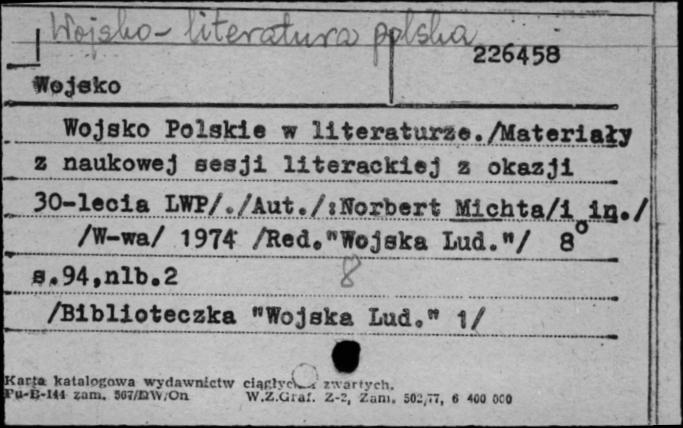 Wojsko - literatura polska
226458
Wojsko
Wojsko Polskie w literaturze./Materiały
z naukowej sesji literackiej z okazji
30-lecia LWP/./Aut./:Norbert Michta/i in./
/W-wa/ 1974 /Red."Wojska Lud."/ 8°
s.94,nlb.2 8
/Biblioteczka "Wojska Lud." 1/
Karta katalogowa wydawnictw ciągłych zwartych.
Pu-B-144 zam. 567/DW/On W.Z.Graf. Z-2, Zam. 502/77, 6 400 000